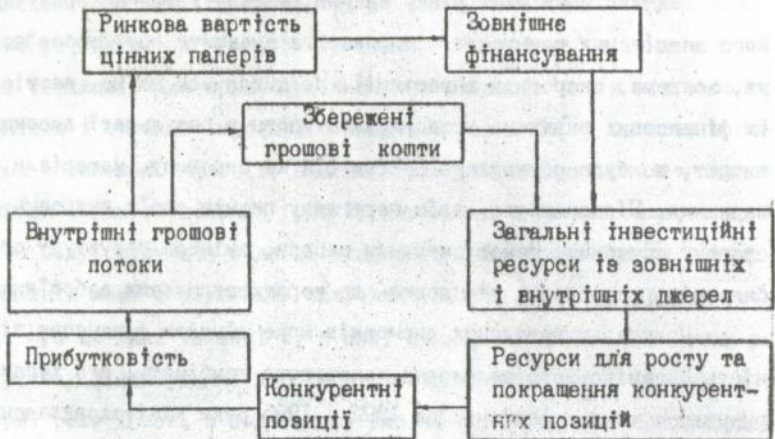 Ринкова вартість
цінних паперів
Зовнішнє
фінансування
Збережені
грошові кошти
Внутрішні грошові
потоки
Загальні інвестиційні
ресурси із зовнішніх
і внутрішніх джерел
Прибутковість
Конкурентні
позиції
Ресурси для росту та
покращення конкурент-
них позицій